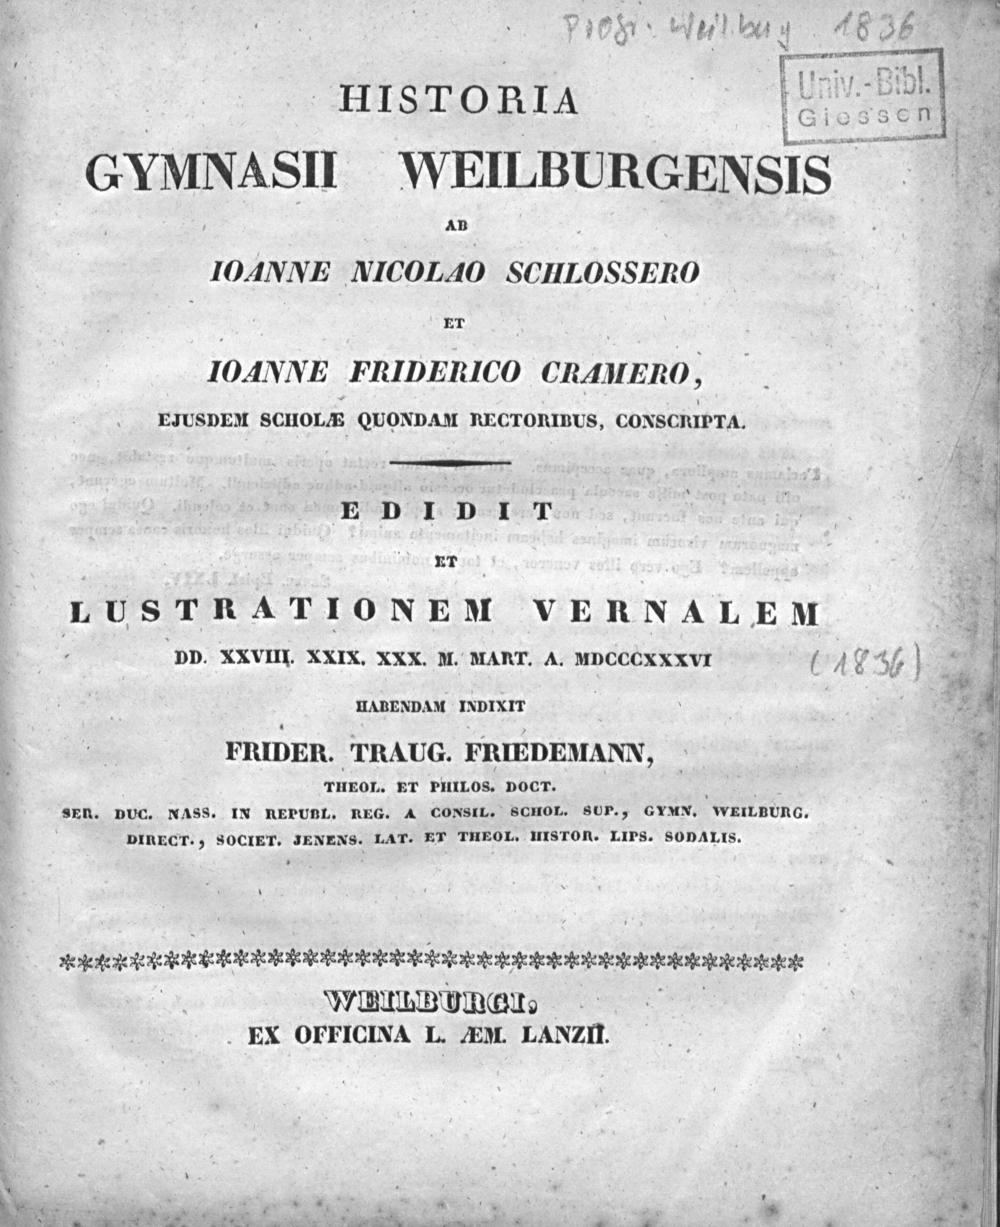 Progr. Weilburg 1836
Univ.-Bibl.
Giessen
HISTORIA
GYMNASII WEILBURGENSIS
AB
IOANNE NICOLAO SCHLOSSERO
ET
IOANNE FRIDERICO CRAMERO,
EJUSDEM SCHOLÆ QUONDAM RECTORIBUS, CONSCRIPTA.
EDIDIT
ET
LUSTRATIONEM VERNALEM
DD. XXVIII. XXIX. XXX. M. MART. A. MDCCCXXXVI
(1836)
HABENDAM INDIXIT
FRIDER. TRAUG. FRIEDEMANN,
THEOL. ET PHILOS. DOCT.
SER. DUC. NASS. IN REPUBL. REG. A CONSIL. SCHOL. SUP., GYMN. WEILBURG.
DIRECT., SOCIET. JENENS. LAT. ET THEOL. HISTOR. LIPS. SODALIS.
WEILBURGI,
EX OFFICINA L. ÆM. LANZII.